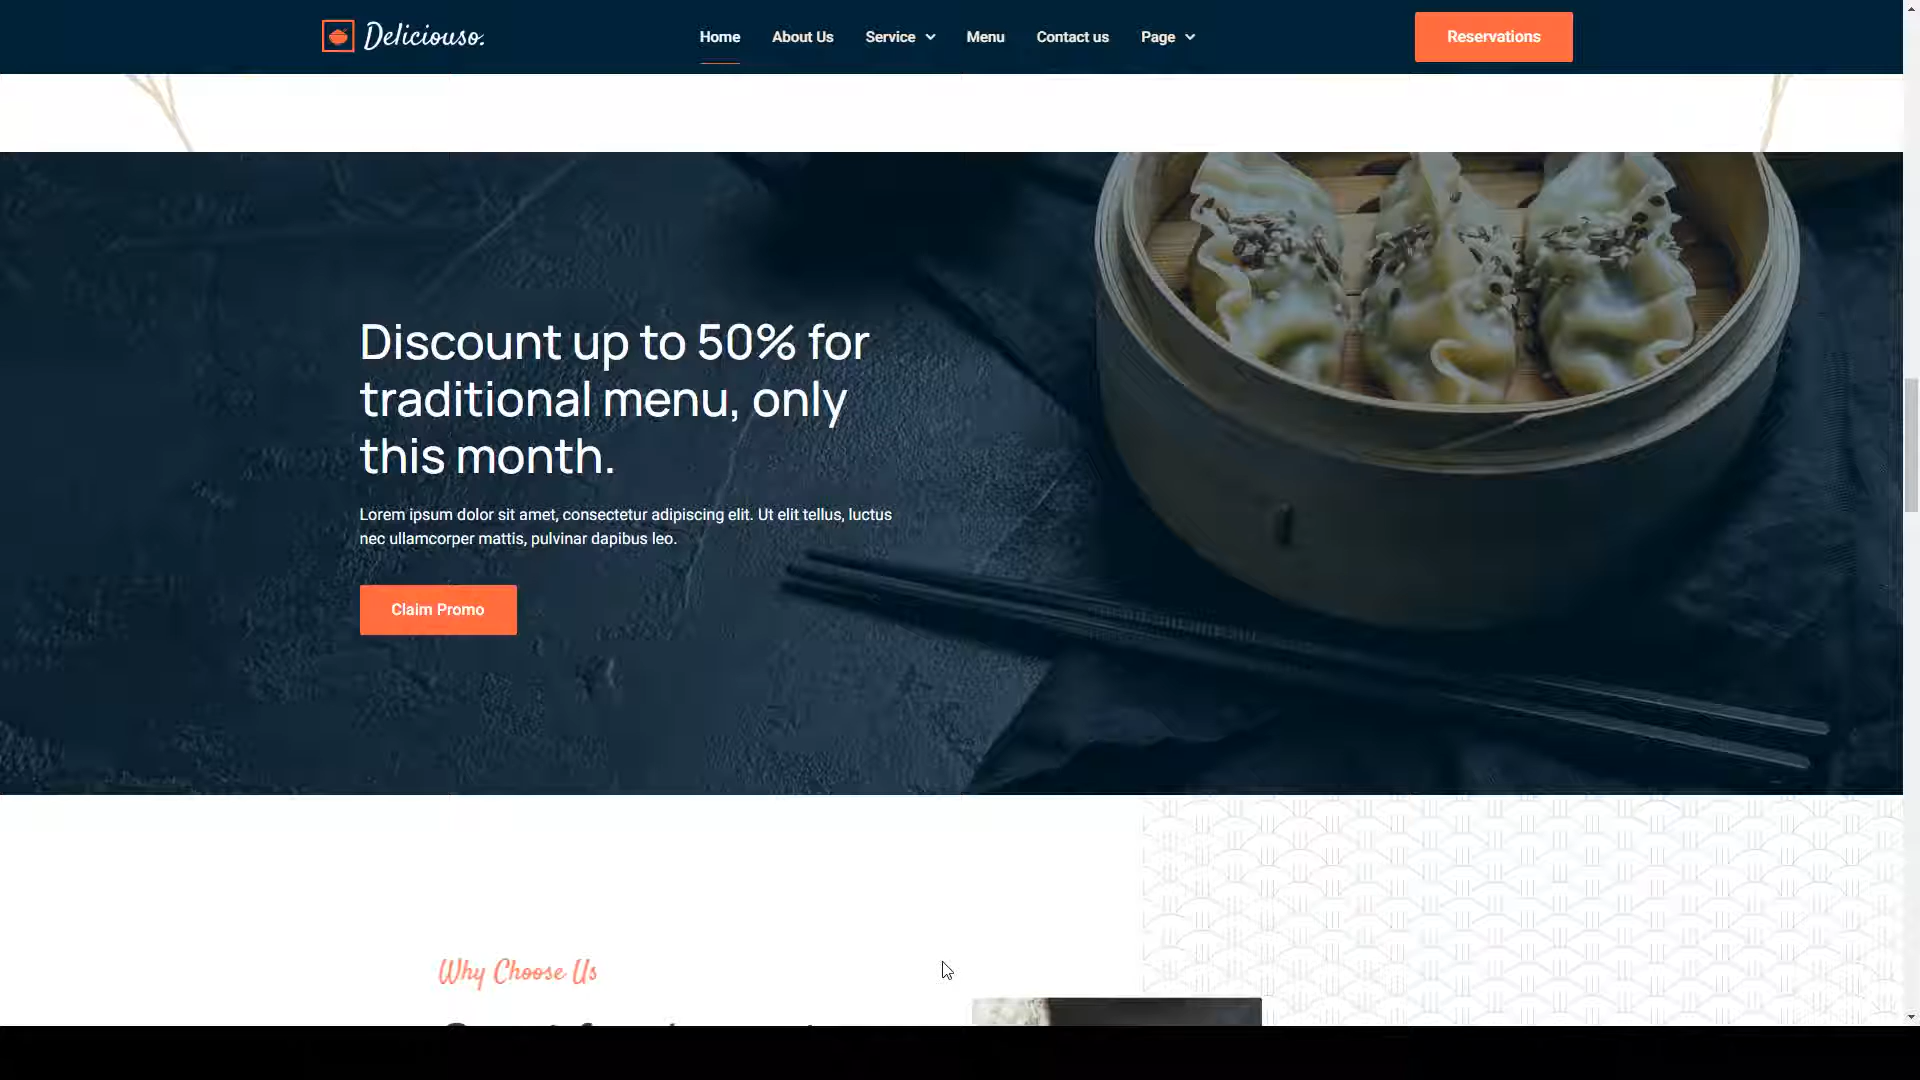 Deliciouso.
Home
About Us
Service
Menu
Contact us
Page
Reservations
Discount up to 50% for
traditional menu, only
this month.
Lorem ipsum dolor sit amet, consectetur adipiscing elit. Ut elit tellus, luctus
nec ullamcorper mattis, pulvinar dapibus leo.
Claim Promo
Why Choose Us